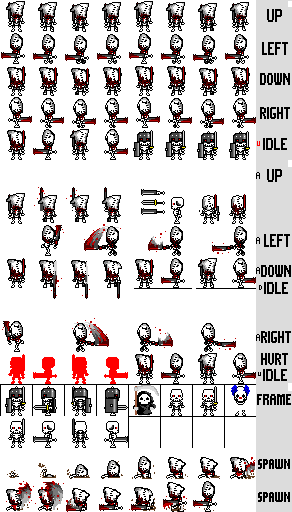 UP
LEFT
DOWN
RIGHT
U IDLE
A UP
A LEFT
A DOWN
D IDLE
A RIGHT
HURT
U IDLE
FRAME
SPAWN
SPAWN